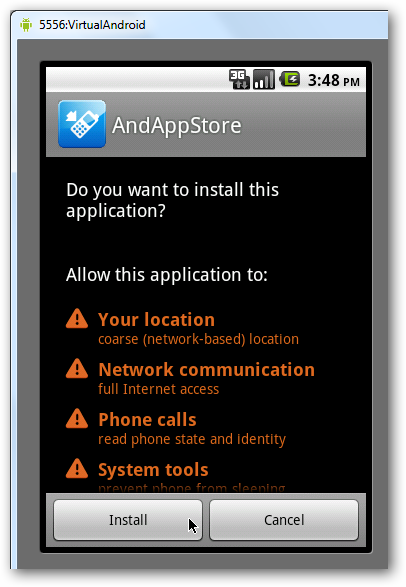 5556:VirtualAndroid
3G 3:48 PM
AndAppStore
Do you want to install this
application?
Allow this application to:
Your location
coarse (network-based) location
Network communication
full Internet access
Phone calls
read phone state and identity
System tools
prevent phone from sleeping
Install Cancel